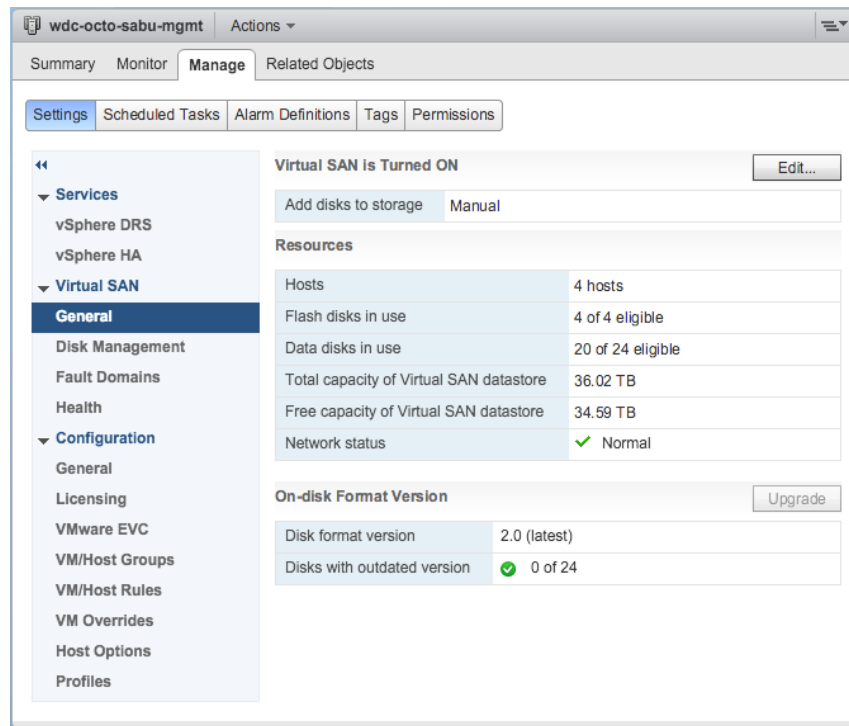 wdc-octo-sabu-mgmt Actions
Summary Monitor Manage Related Objects
Settings Scheduled Tasks Alarm Definitions Tags Permissions
Services
vSphere DRS
vSphere HA
Virtual SAN
General
Disk Management
Fault Domains
Health
Configuration
General
Licensing
VMware EVC
VM/Host Groups
VM/Host Rules
VM Overrides
Host Options
Profiles
Virtual SAN is Turned ON Edit...
Add disks to storage Manual
Resources
Hosts 4 hosts
Flash disks in use 4 of 4 eligible
Data disks in use 20 of 24 eligible
Total capacity of Virtual SAN datastore 36.02 TB
Free capacity of Virtual SAN datastore 34.59 TB
Network status Normal
On-disk Format Version Upgrade
Disk format version 2.0 (latest)
Disks with outdated version 0 of 24